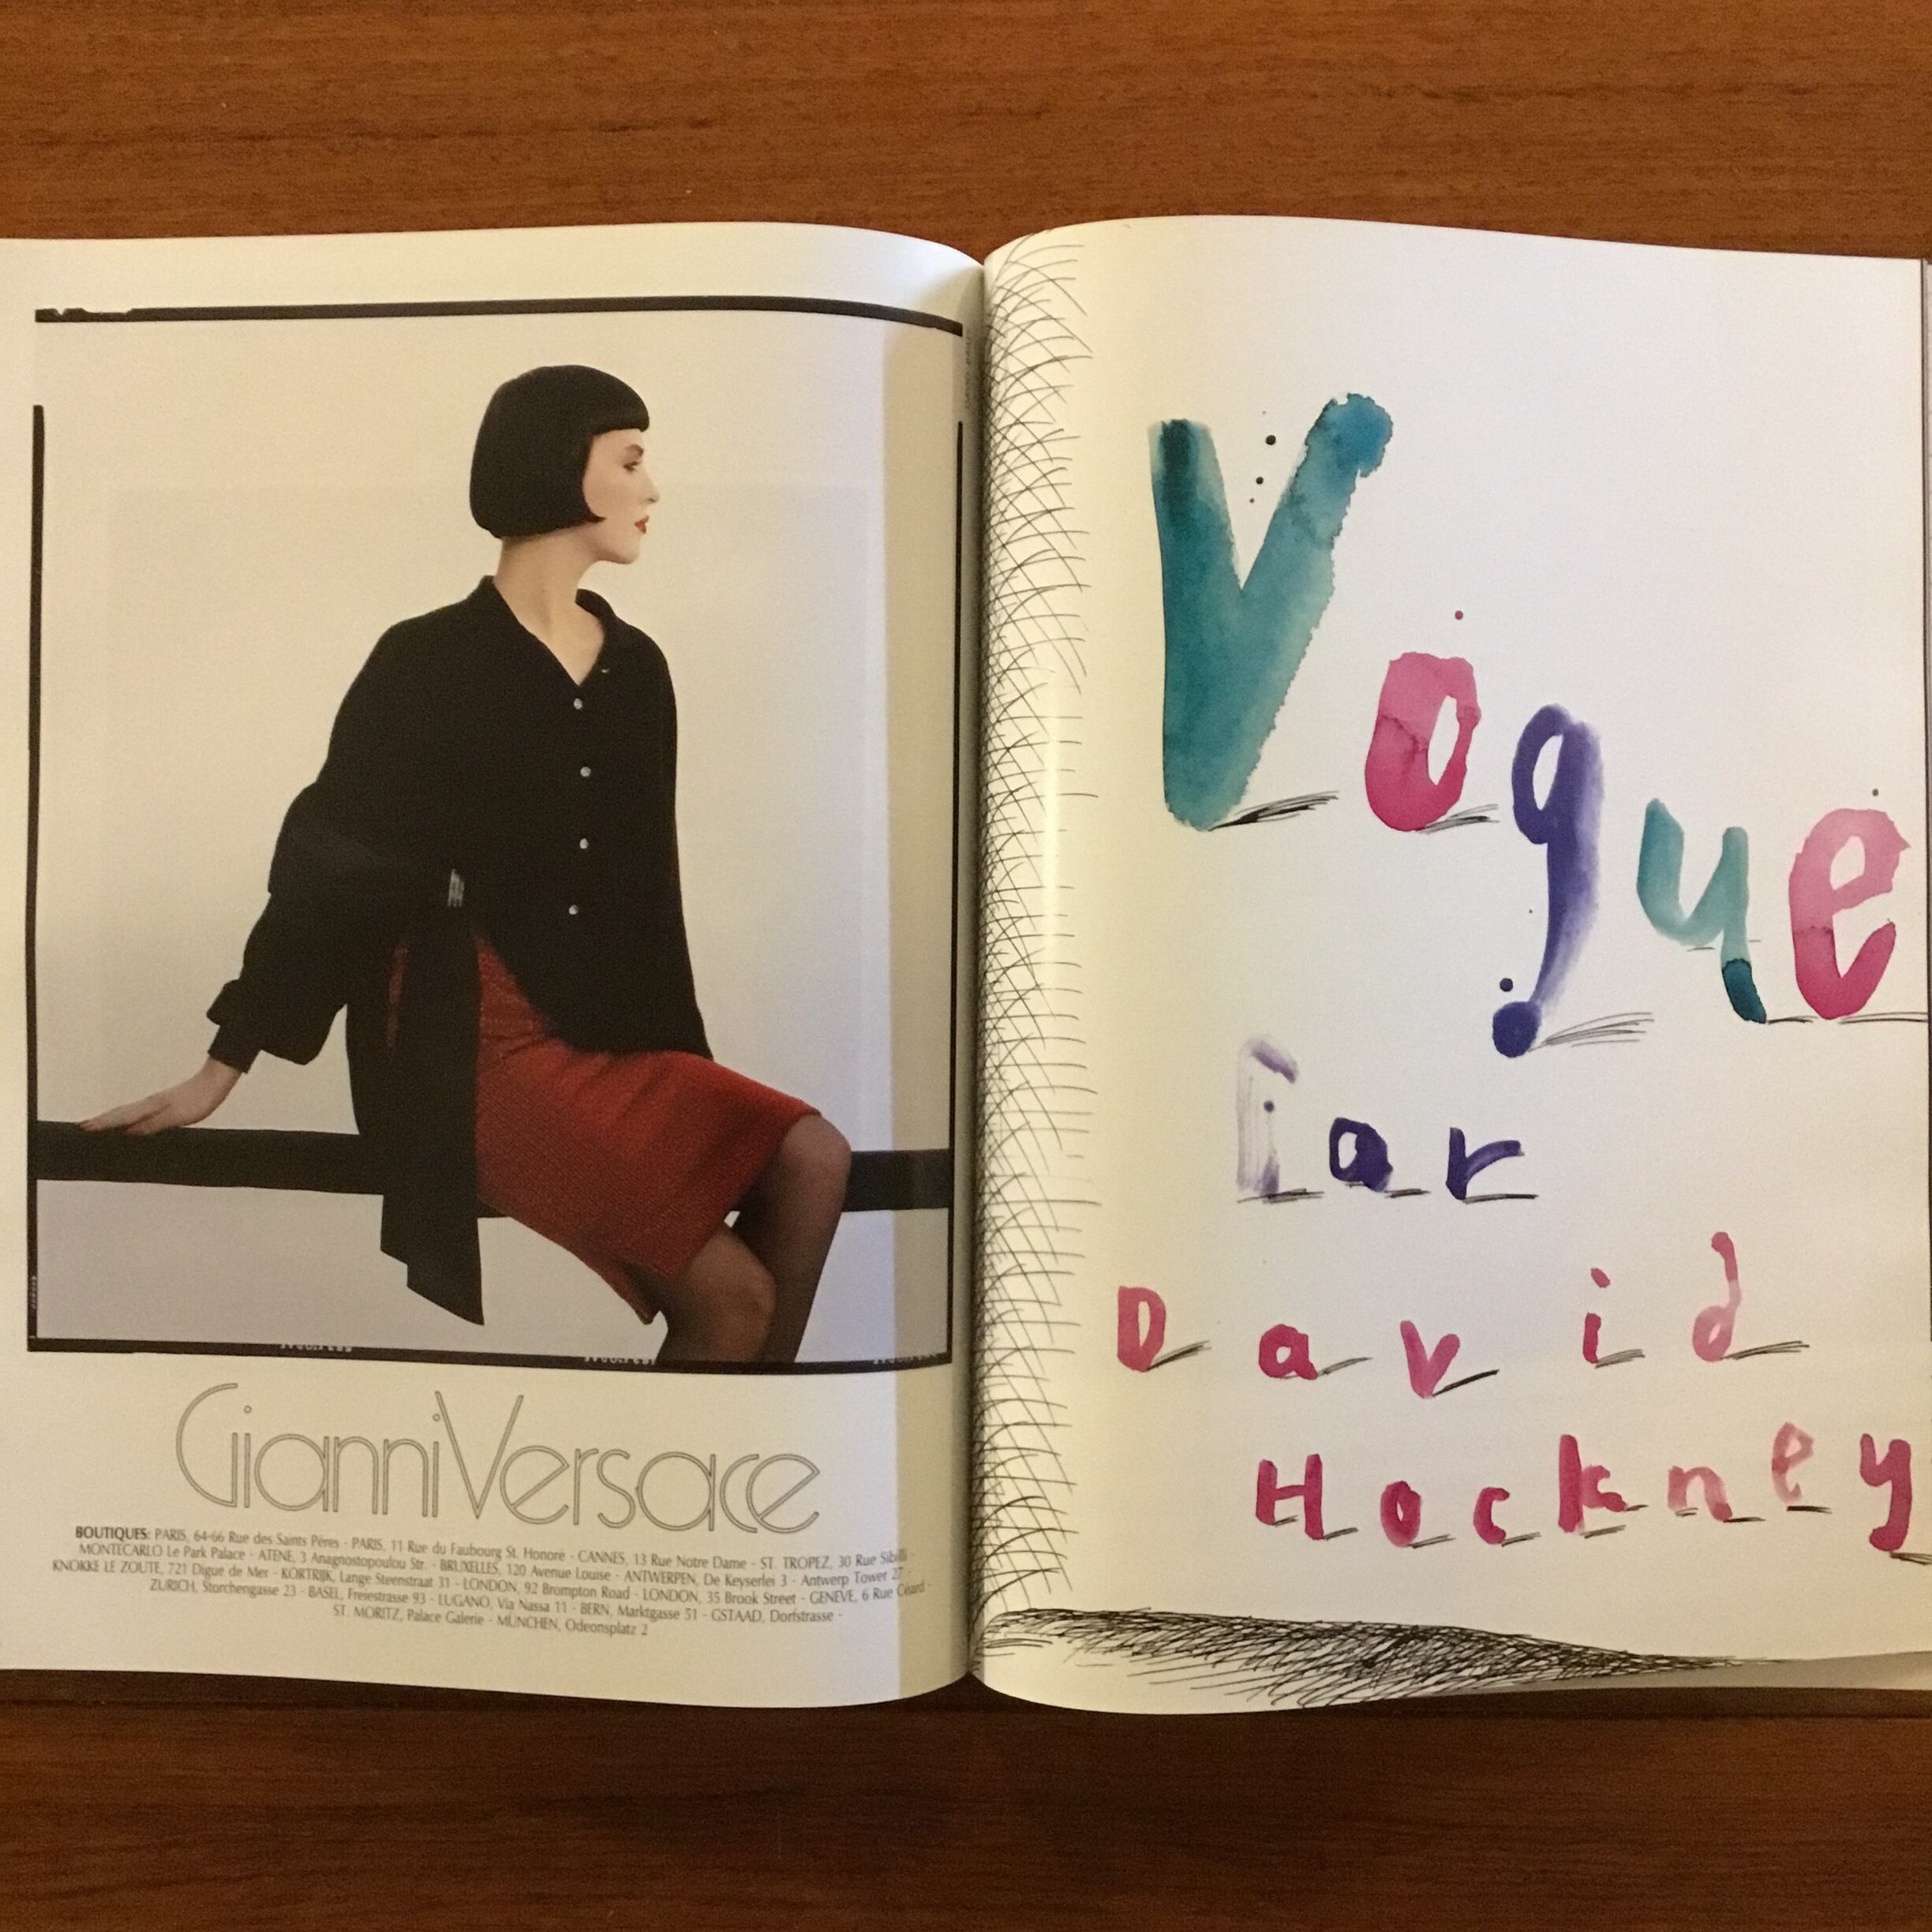 GianniVersace
BOUTIQUES: PARIS, 64-66 Rue des Saints Pères - PARIS, 11 Rue du Faubourg St. Honoré - CANNES, 13 Rue Notre Dame - ST. TROPEZ, 30 Rue Sibilli -
MONTECARLO Le Park Palace - ATENE, 3 Anagnostopoulou Str. - BRUXELLES, 120 Avenue Louise - ANTWERPEN, De Keyserlei 3 - Antwerp Tower 27 -
KNOKKE LE ZOUTE, 721 Digue de Mer - KORTRIJK, Lange Steenstraat 31 - LONDON, 92 Brompton Road - LONDON, 35 Brook Street - GENEVE, 6 Rue Céard -
ZURICH, Storchengasse 23 - BASEL, Freiestrasse 93 - LUGANO, Via Nassa 11 - BERN, Marktgasse 51 - GSTAAD, Dorfstrasse -
ST. MORITZ, Palace Galerie - MÜNCHEN, Odeonsplatz 2
Vogue
Par
David
Hockney